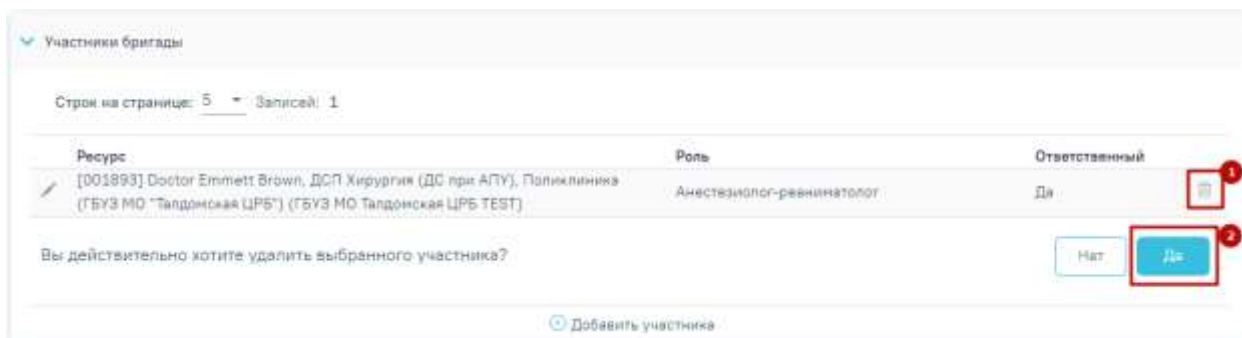 Участники бригады
Строк на странице: 5 Записей: 1
Ресурс Роль Ответственный
[001893] Doctor Emmett Brown, ДСП Хирургия (ДС при АПУ), Поликлиника
(ГБУЗ МО "Талдомская ЦРБ") (ГБУЗ МО Талдомская ЦРБ TEST)
Анестезиолог-реаниматолог Да
1
Вы действительно хотите удалить выбранного участника? Нет Да
2
Добавить участника